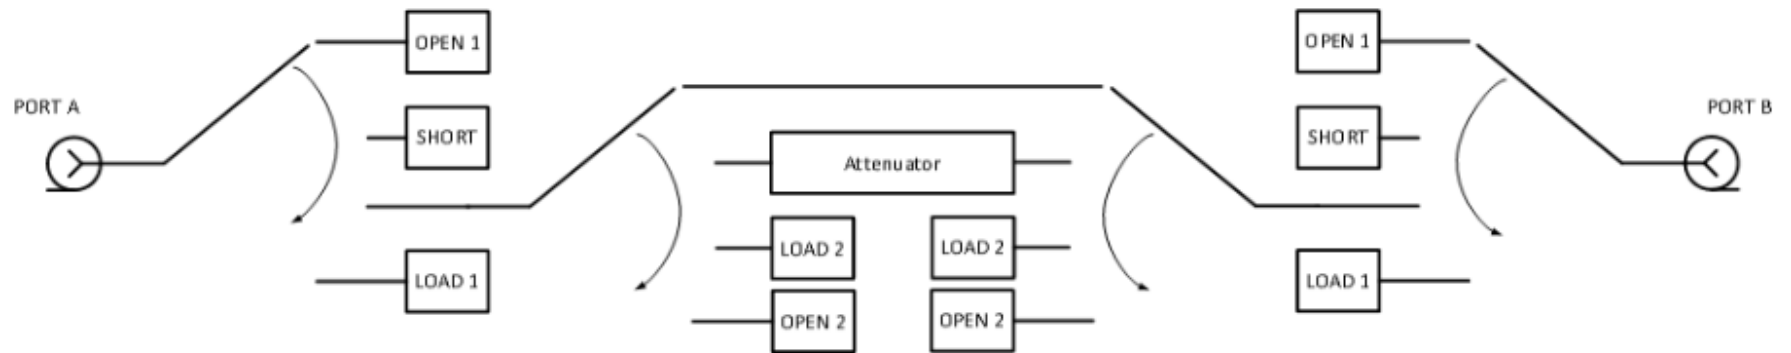 OPEN 1
OPEN 1
PORT A
PORT B
SHORT
SHORT
Attenuator
LOAD 2
LOAD 2
LOAD 1
LOAD 1
OPEN 2
OPEN 2